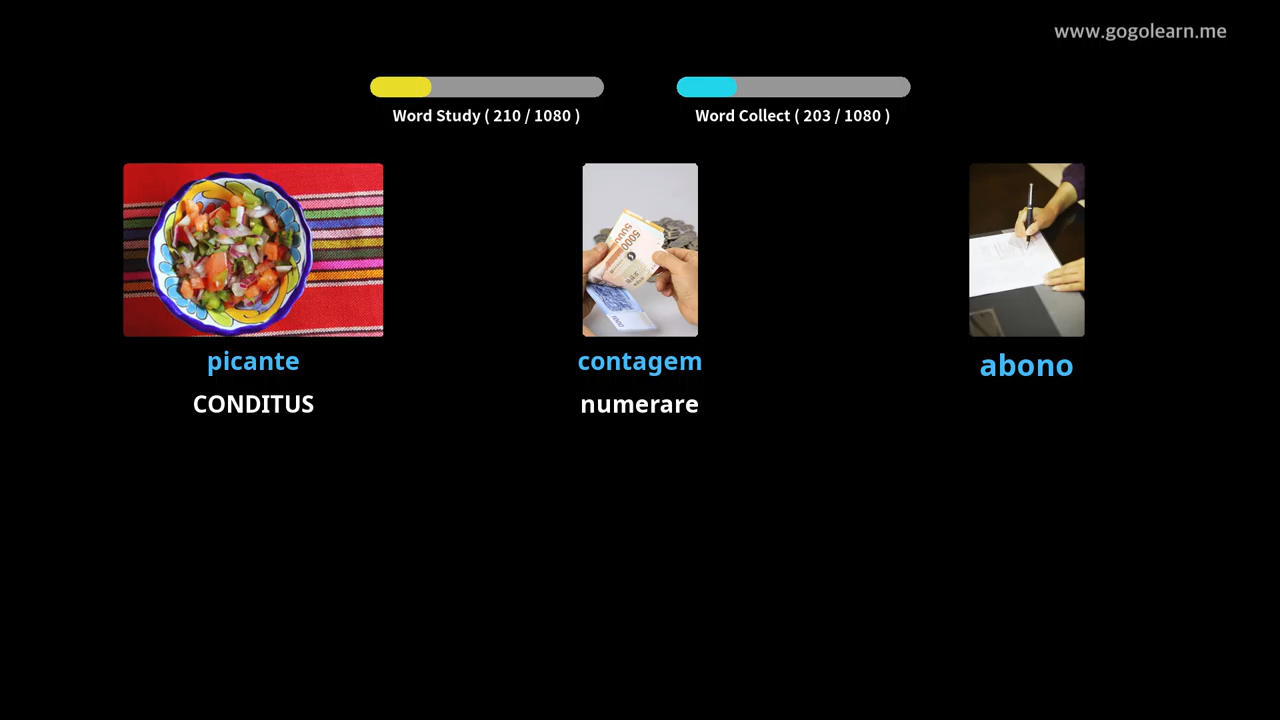 www.gogolearn.me
Word Study ( 210 / 1080 )
Word Collect ( 203 / 1080 )
picante
contagem
abono
CONDITUS
numerare